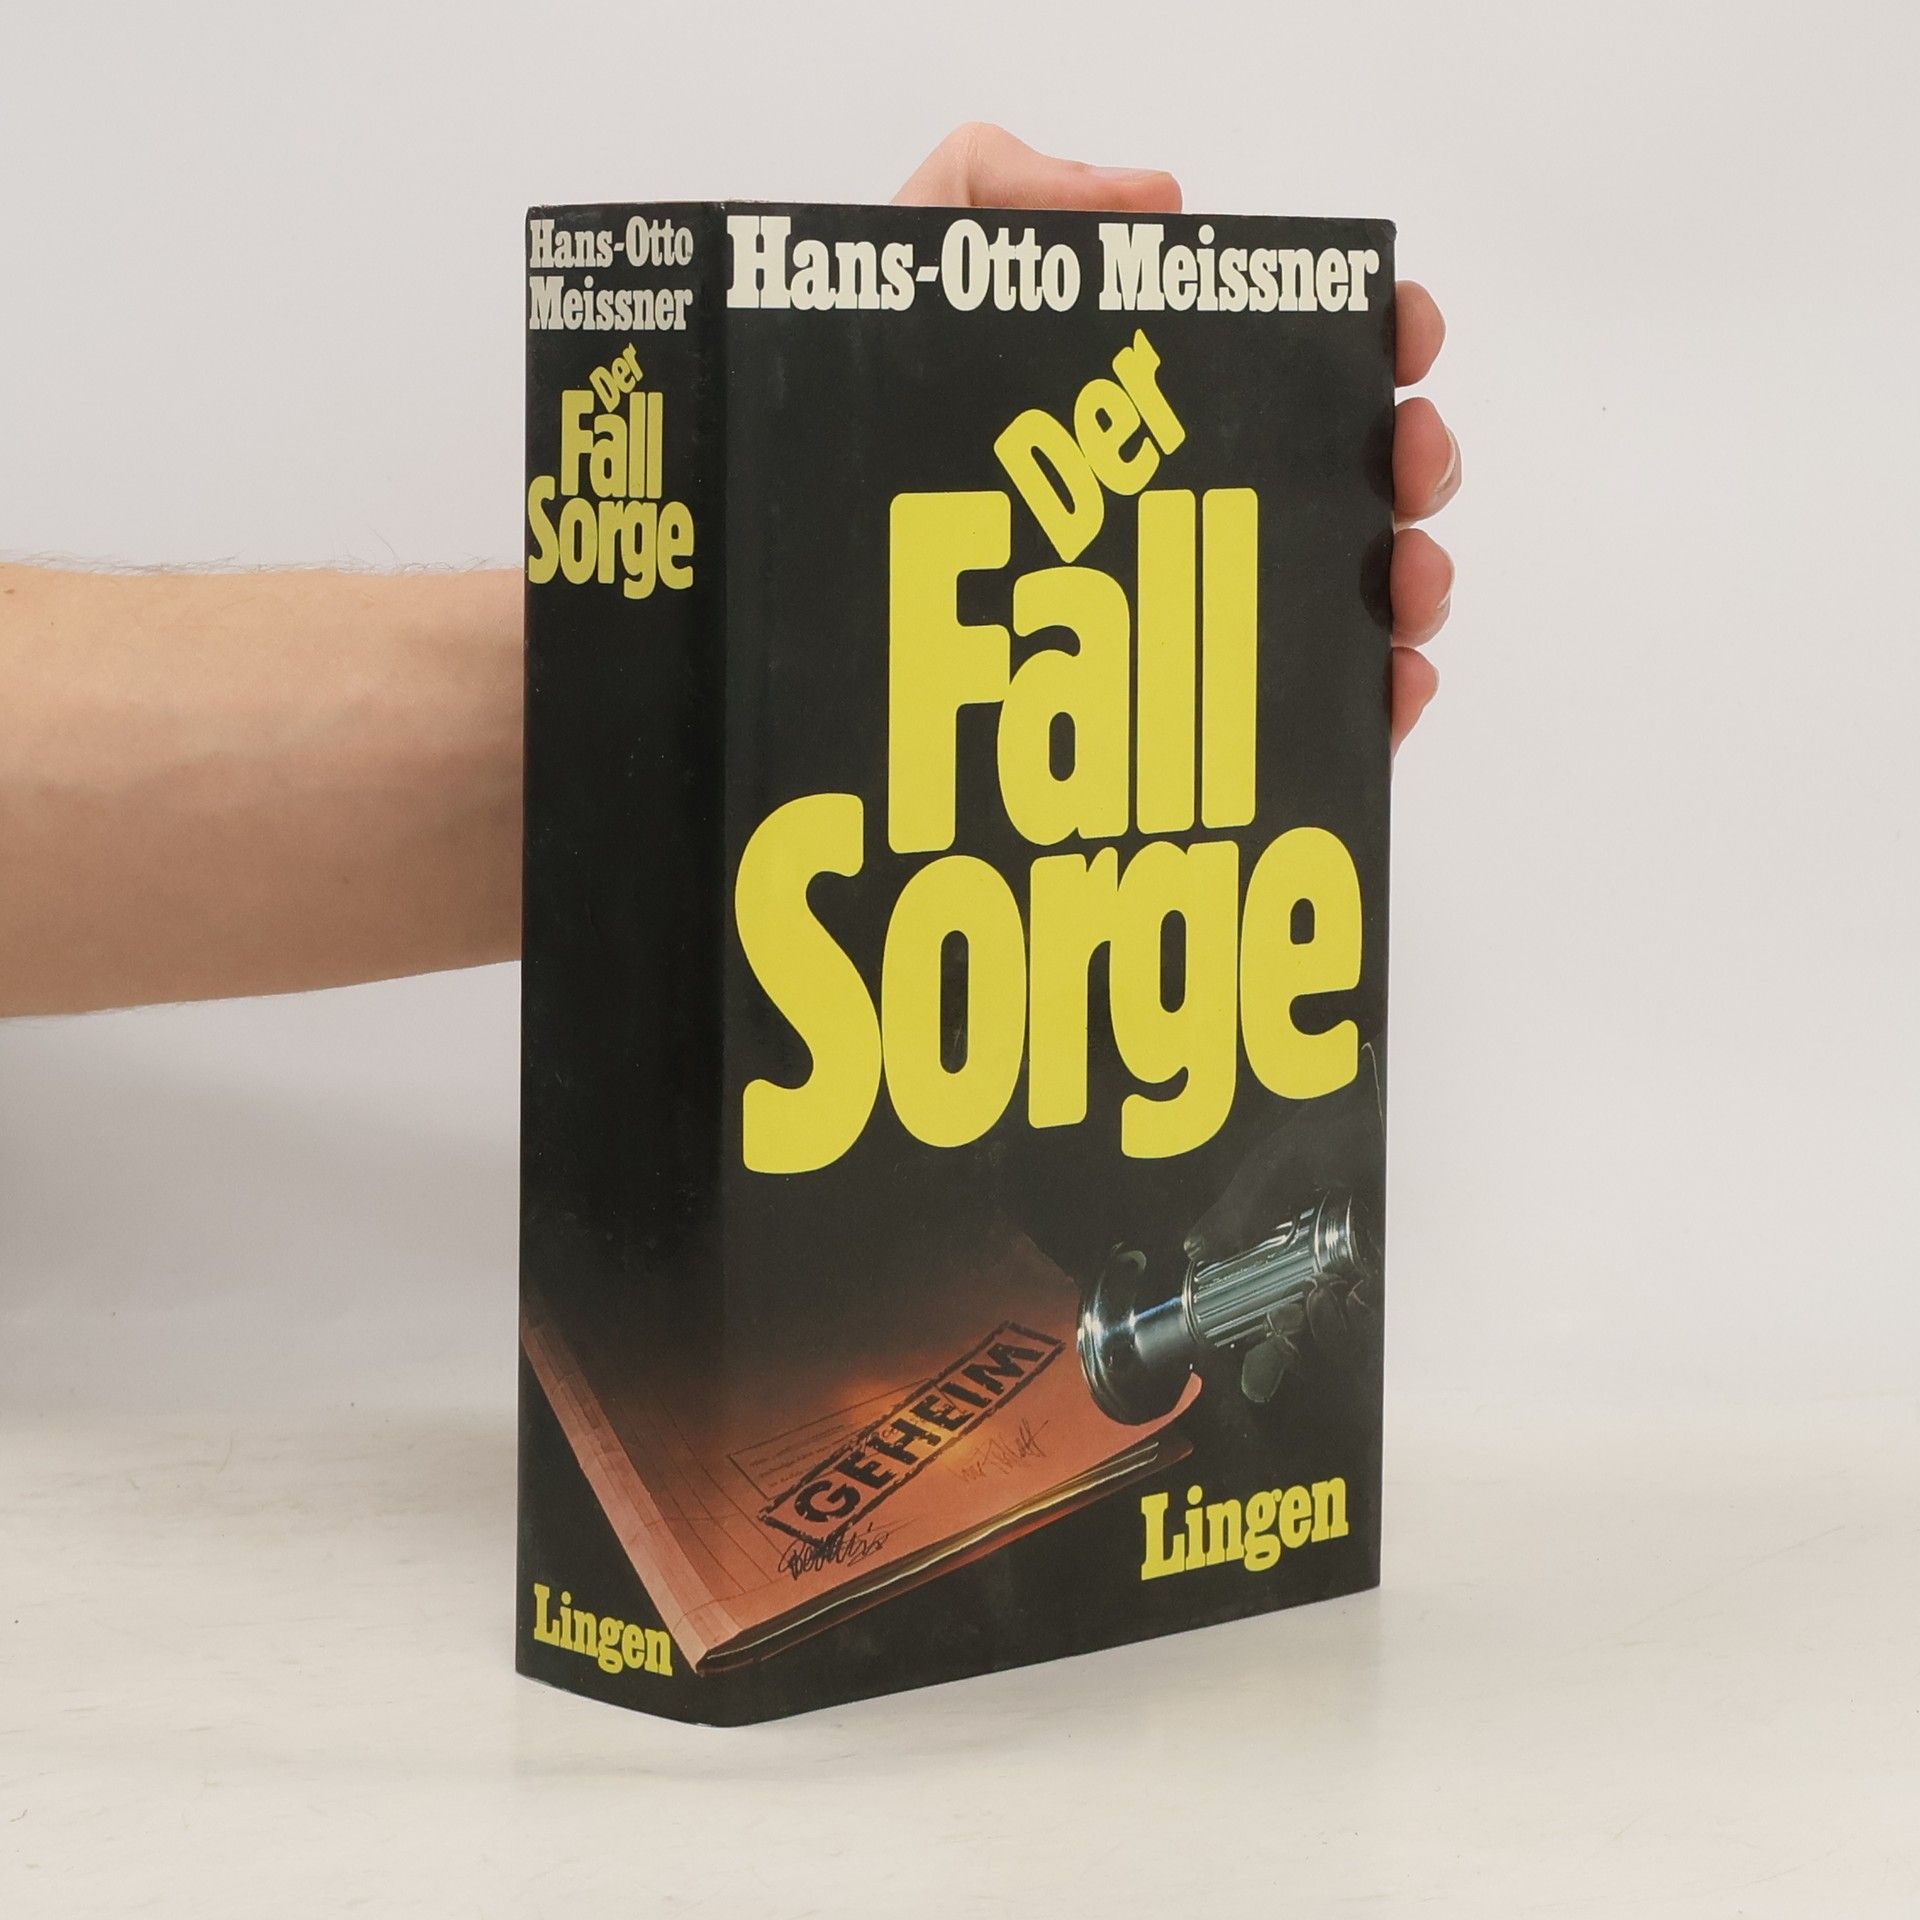 Hans-Otto
Meissner
Der
Fall
Sorge
Lingen
Hans-Otto Meissner
Der
Fall
Sorge
GEHEIM
Lingen